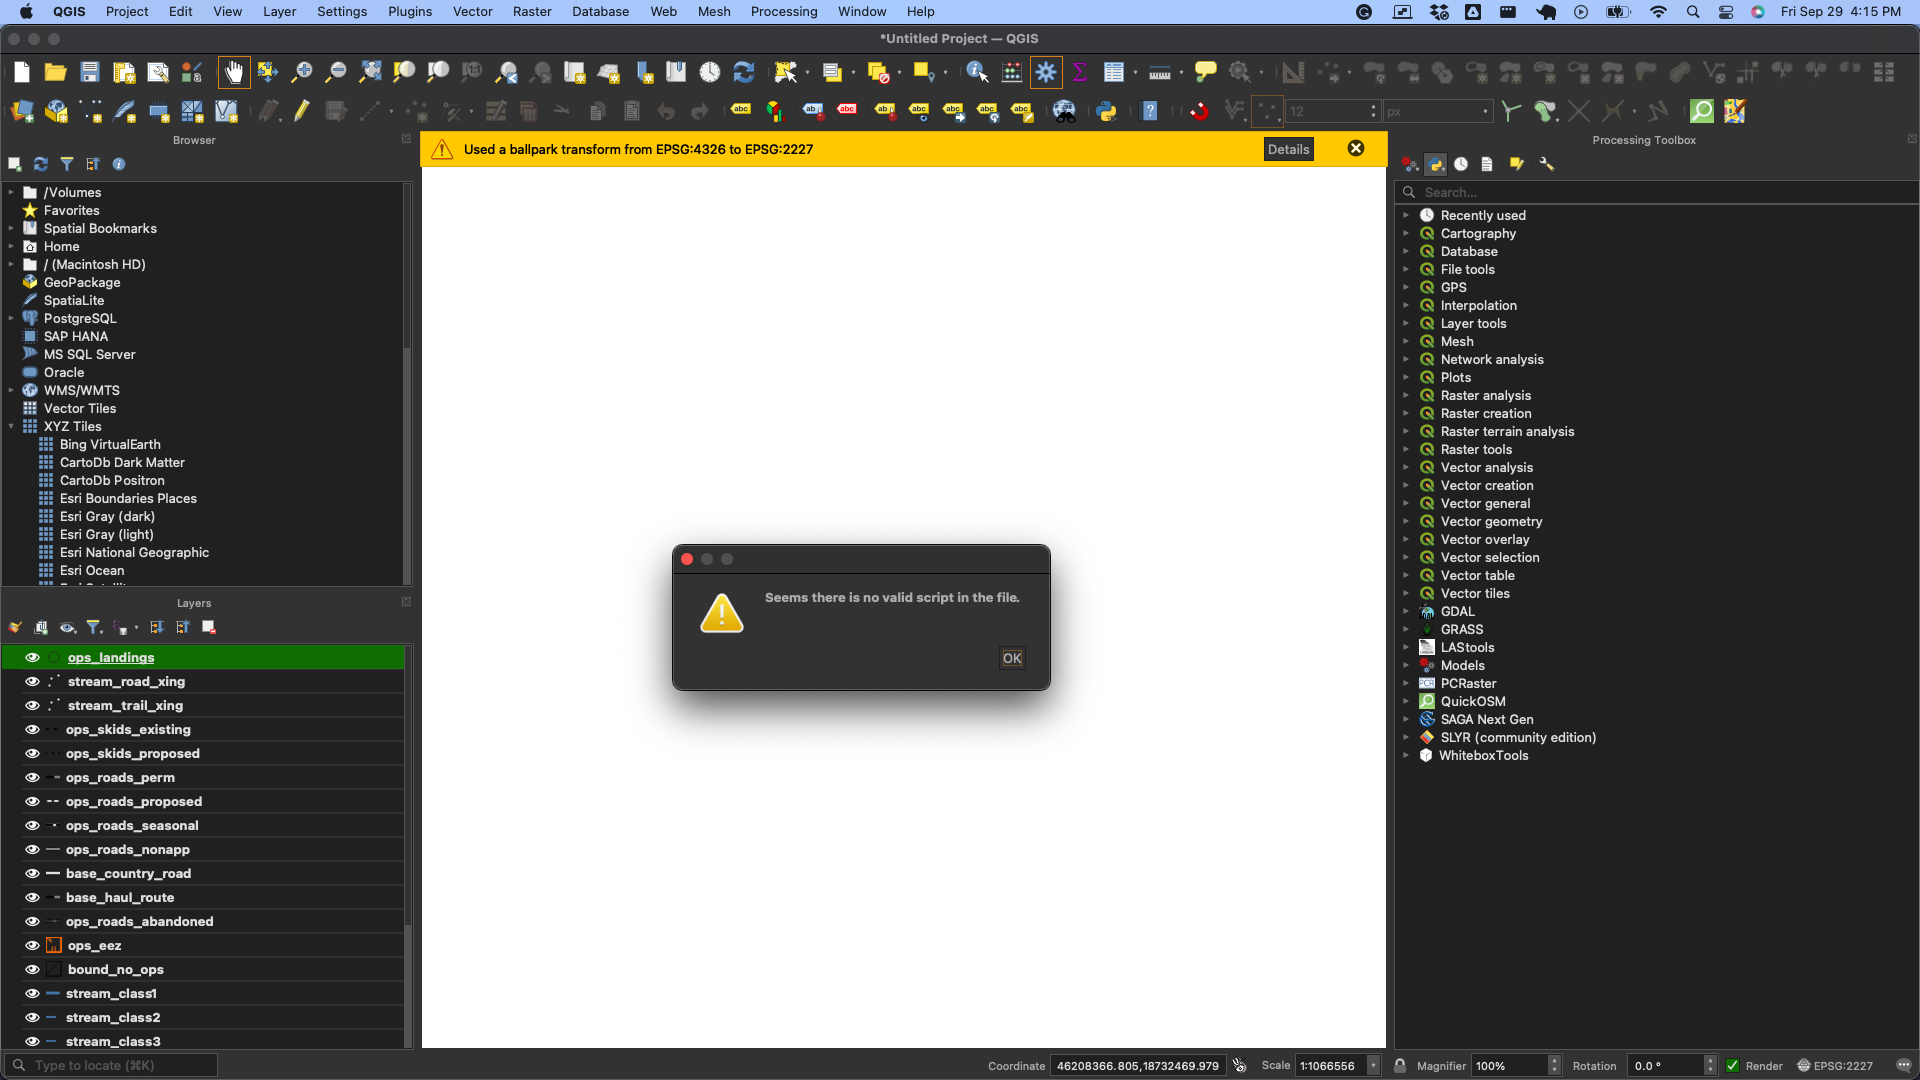 QGIS Project Edit View Layer Settings Plugins Vector Raster Database Web Mesh Processing Window Help Fri Sep 29 4:15 PM
*Untitled Project — QGIS
12 px
Browser
/Volumes
Favorites
Spatial Bookmarks
Home
/ (Macintosh HD)
GeoPackage
SpatiaLite
PostgreSQL
SAP HANA
MS SQL Server
Oracle
WMS/WMTS
Vector Tiles
XYZ Tiles
Bing VirtualEarth
CartoDb Dark Matter
CartoDb Positron
Esri Boundaries Places
Esri Gray (dark)
Esri Gray (light)
Esri National Geographic
Esri Ocean
Layers
ops_landings
stream_road_xing
stream_trail_xing
ops_skids_existing
ops_skids_proposed
ops_roads_perm
ops_roads_proposed
ops_roads_seasonal
ops_roads_nonapp
base_country_road
base_haul_route
ops_roads_abandoned
ops_eez
bound_no_ops
stream_class1
stream_class2
stream_class3
Used a ballpark transform from EPSG:4326 to EPSG:2227 Details
Seems there is no valid script in the file.
OK
Processing Toolbox
Search...
Recently used
Cartography
Database
File tools
GPS
Interpolation
Layer tools
Mesh
Network analysis
Plots
Raster analysis
Raster creation
Raster terrain analysis
Raster tools
Vector analysis
Vector creation
Vector general
Vector geometry
Vector overlay
Vector selection
Vector table
Vector tiles
GDAL
GRASS
LAStools
Models
PCRaster
QuickOSM
SAGA Next Gen
SLYR (community edition)
WhiteboxTools
Type to locate (⌘K) Coordinate 46208366.805,18732469.979 Scale 1:1066556 Magnifier 100% Rotation 0.0 ° Render EPSG:2227